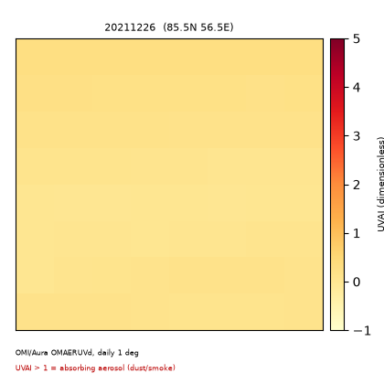 20211226 (85.5N 56.5E)
5
4
3
2
1
0
−1
UVAI (dimensionless)
OMI/Aura OMAERUVd, daily 1 deg
UVAI > 1 = absorbing aerosol (dust/smoke)